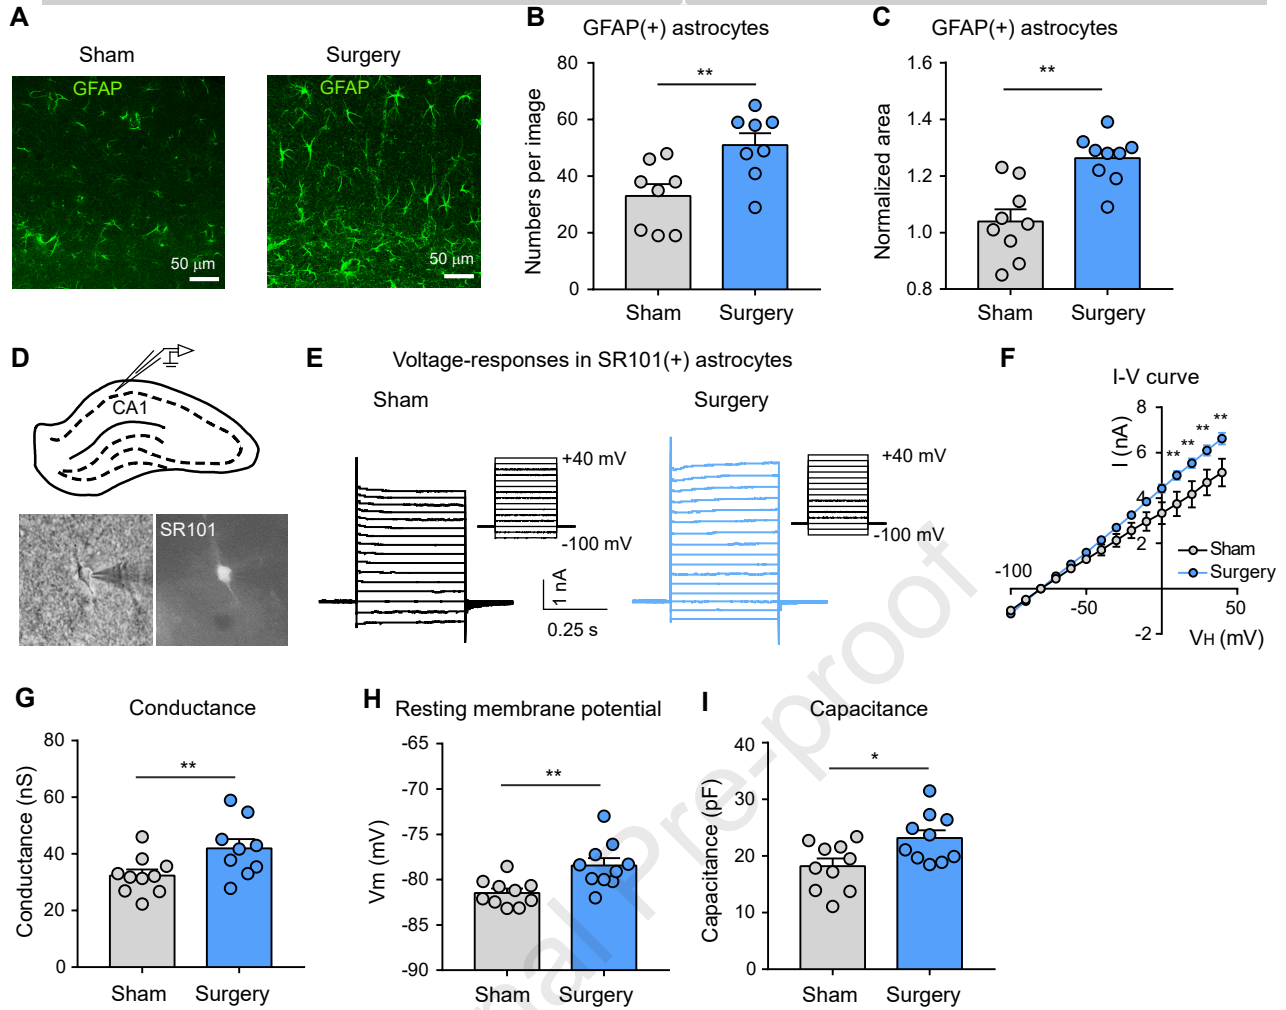 A
Sham
Surgery
GFAP
GFAP
50 μm
50 μm
B
GFAP(+) astrocytes
Numbers per image
80
60
40
20
0
**
Sham
Surgery
C
GFAP(+) astrocytes
Normalized area
1.6
1.4
1.2
1.0
0.8
**
Sham
Surgery
D
CA1
SR101
E
Voltage-responses in SR101(+) astrocytes
Sham
Surgery
+40 mV
-100 mV
1 nA
0.25 s
+40 mV
-100 mV
F
I-V curve
I (nA)
8
6
4
2
-2
-100
-50
50
VH (mV)
**
**
**
**
Sham
Surgery
G
Conductance
Conductance (nS)
80
60
40
20
0
**
Sham
Surgery
H
Resting membrane potential
Vm (mV)
-65
-70
-75
-80
-85
-90
**
Sham
Surgery
I
Capacitance
Capacitance (pF)
40
30
20
10
0
*
Sham
Surgery
nal Pre-proof